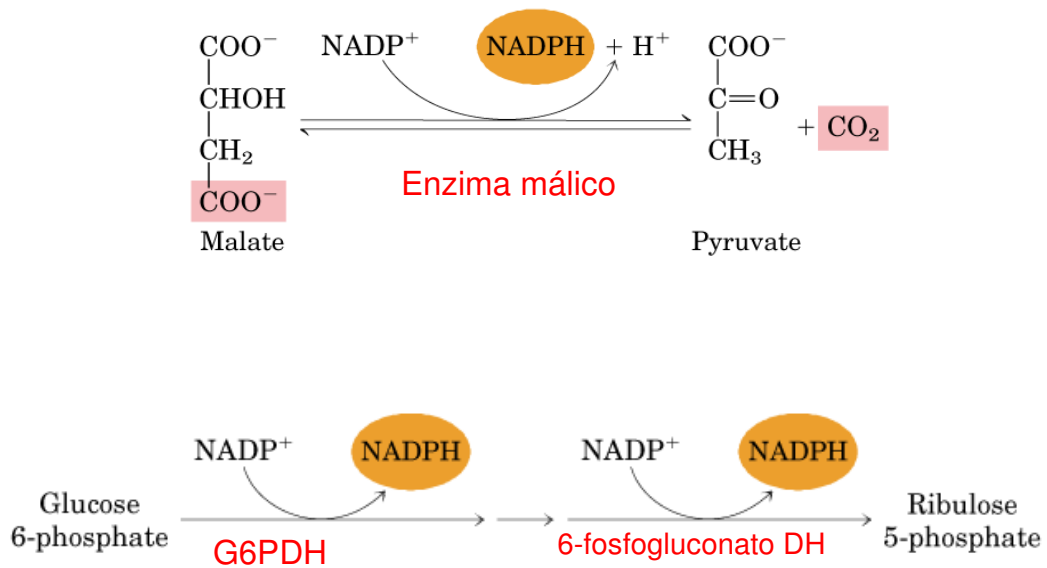 COO⁻
CHOH
CH₂
COO⁻
Malate
NADP⁺
NADPH + H⁺
Enzima málico
COO⁻
C=O
CH₃
+ CO₂
Pyruvate
Glucose
6-phosphate
NADP⁺
NADPH
G6PDH
NADP⁺
NADPH
6-fosfogluconato DH
Ribulose
5-phosphate